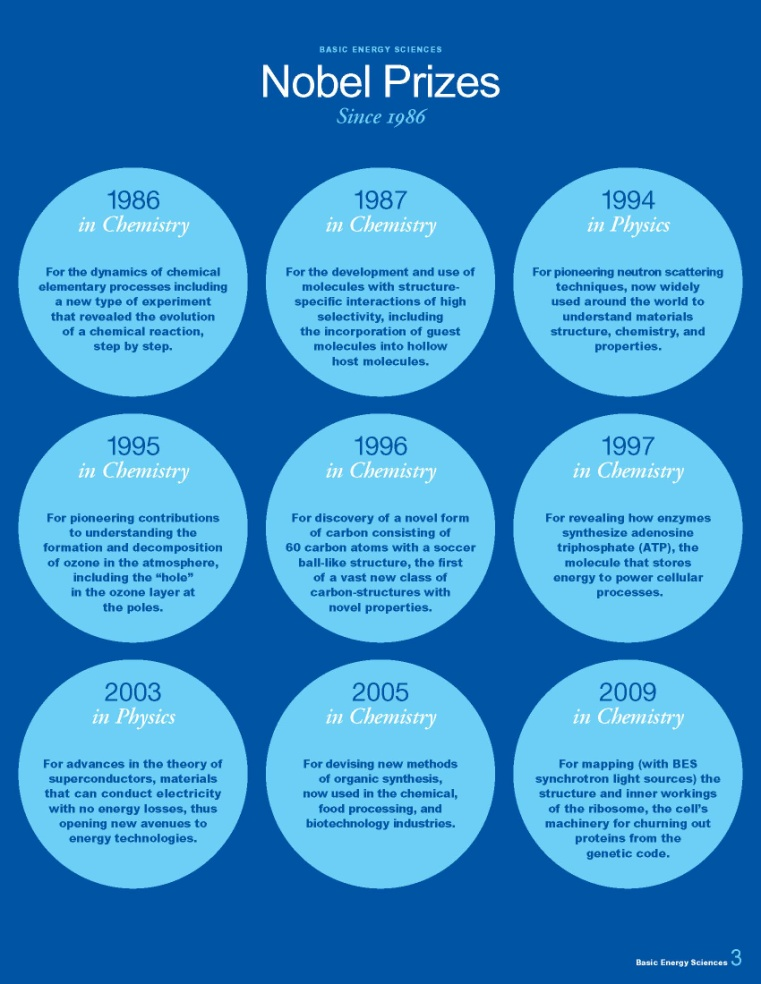 BASIC ENERGY SCIENCES
Nobel Prizes
Since 1986
1986
in Chemistry
For the dynamics of chemical
elementary processes including
a new type of experiment
that revealed the evolution
of a chemical reaction,
step by step.
1987
in Chemistry
For the development and use of
molecules with structure-
specific interactions of high
selectivity, including
the incorporation of guest
molecules into hollow
host molecules.
1994
in Physics
For pioneering neutron scattering
techniques, now widely
used around the world to
understand materials
structure, chemistry, and
properties.
1995
in Chemistry
For pioneering contributions
to understanding the
formation and decomposition
of ozone in the atmosphere,
including the “hole”
in the ozone layer at
the poles.
1996
in Chemistry
For discovery of a novel form
of carbon consisting of
60 carbon atoms with a soccer
ball-like structure, the first
of a vast new class of
carbon-structures with
novel properties.
1997
in Chemistry
For revealing how enzymes
synthesize adenosine
triphosphate (ATP), the
molecule that stores
energy to power cellular
processes.
2003
in Physics
For advances in the theory of
superconductors, materials
that can conduct electricity
with no energy losses, thus
opening new avenues to
energy technologies.
2005
in Chemistry
For devising new methods
of organic synthesis,
now used in the chemical,
food processing, and
biotechnology industries.
2009
in Chemistry
For mapping (with BES
synchrotron light sources) the
structure and inner workings
of the ribosome, the cell’s
machinery for churning out
proteins from the
genetic code.
Basic Energy Sciences 3